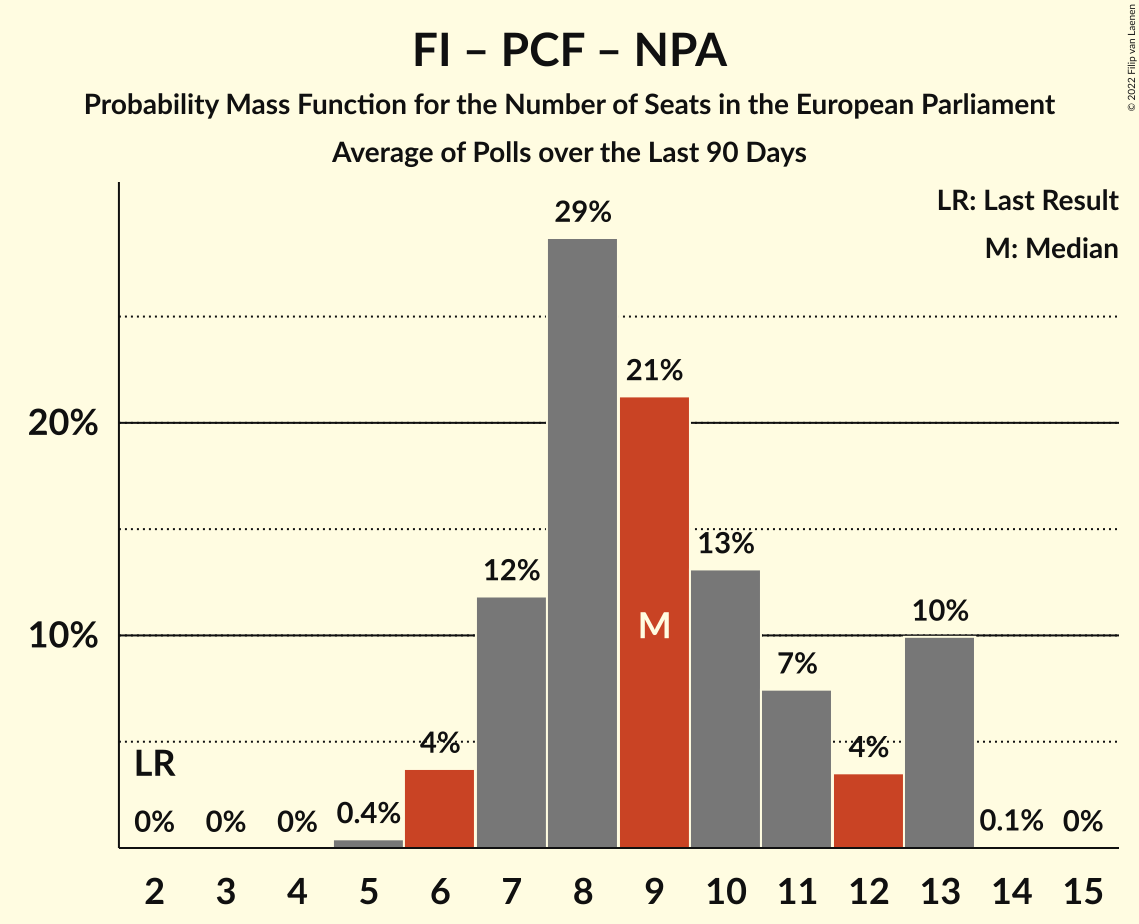 FI – PCF – NPA
Probability Mass Function for the Number of Seats in the European Parliament
Average of Polls over the Last 90 Days
© 2022 Filip van Laenen
LR: Last Result
M: Median
29%
21%
20%
13%
12%
M
10%
10%
7%
4%
4%
LR
0%
0%
0%
0.4%
0.1%
0%
2 3 4 5 6 7 8 9 10 11 12 13 14 15